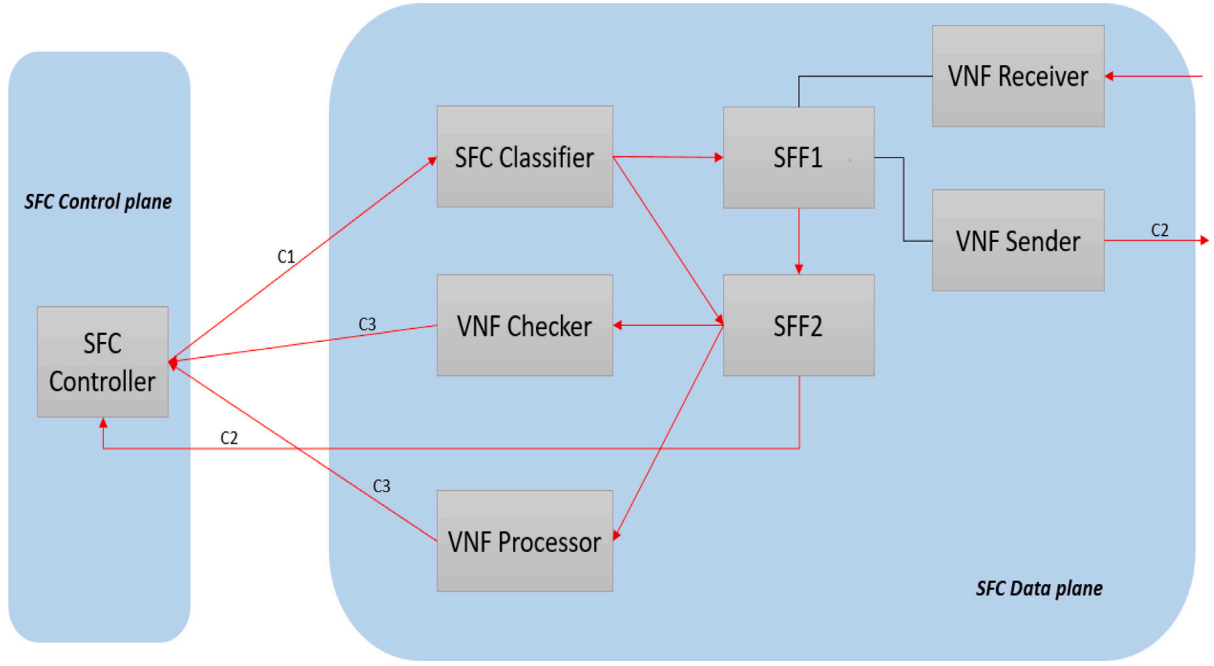 VNF Receiver
SFC Classifier
SFF1
SFC Control plane
VNF Sender
C2
C1
SFC
Controller
VNF Checker
C3
SFF2
C2
C3
VNF Processor
SFC Data plane